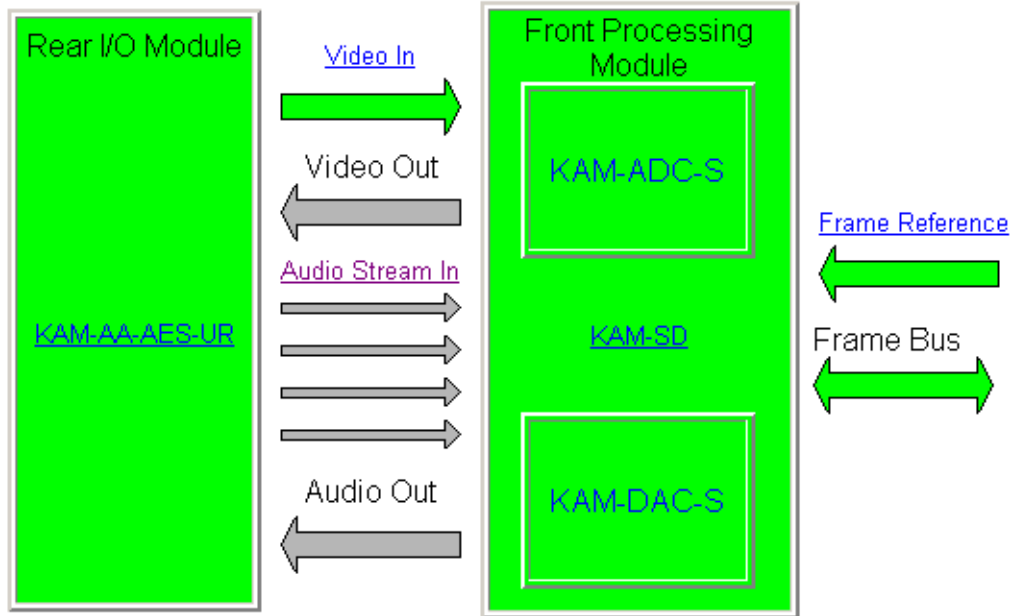 Rear I/O Module
KAM-AA-AES-UR
Video In
Video Out
Audio Stream In
Audio Out
Front Processing
Module
KAM-ADC-S
KAM-SD
KAM-DAC-S
Frame Reference
Frame Bus